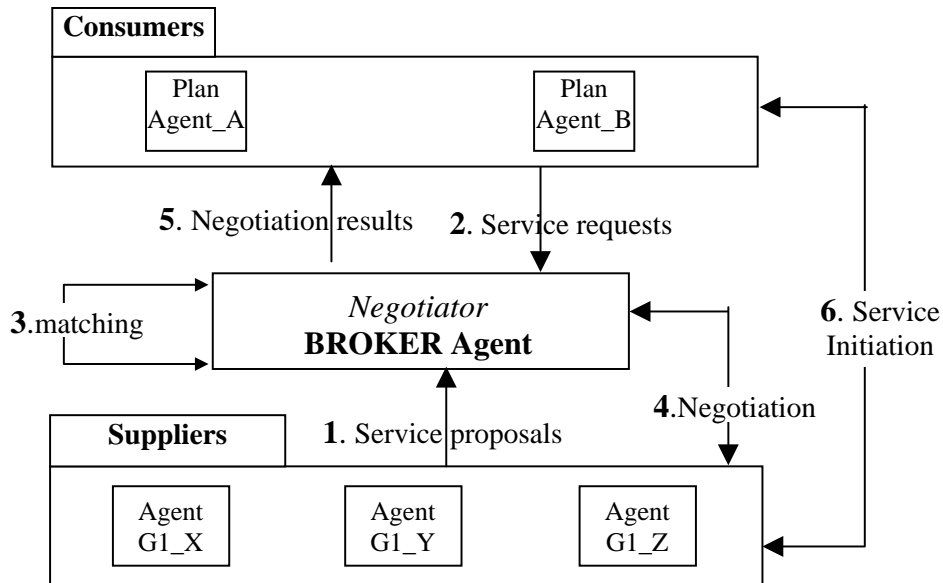 Consumers
Plan
Agent_A
Plan
Agent_B
5. Negotiation results
2. Service requests
Negotiator
BROKER Agent
3.matching
6. Service
Initiation
4.Negotiation
Suppliers
1. Service proposals
Agent
G1_X
Agent
G1_Y
Agent
G1_Z